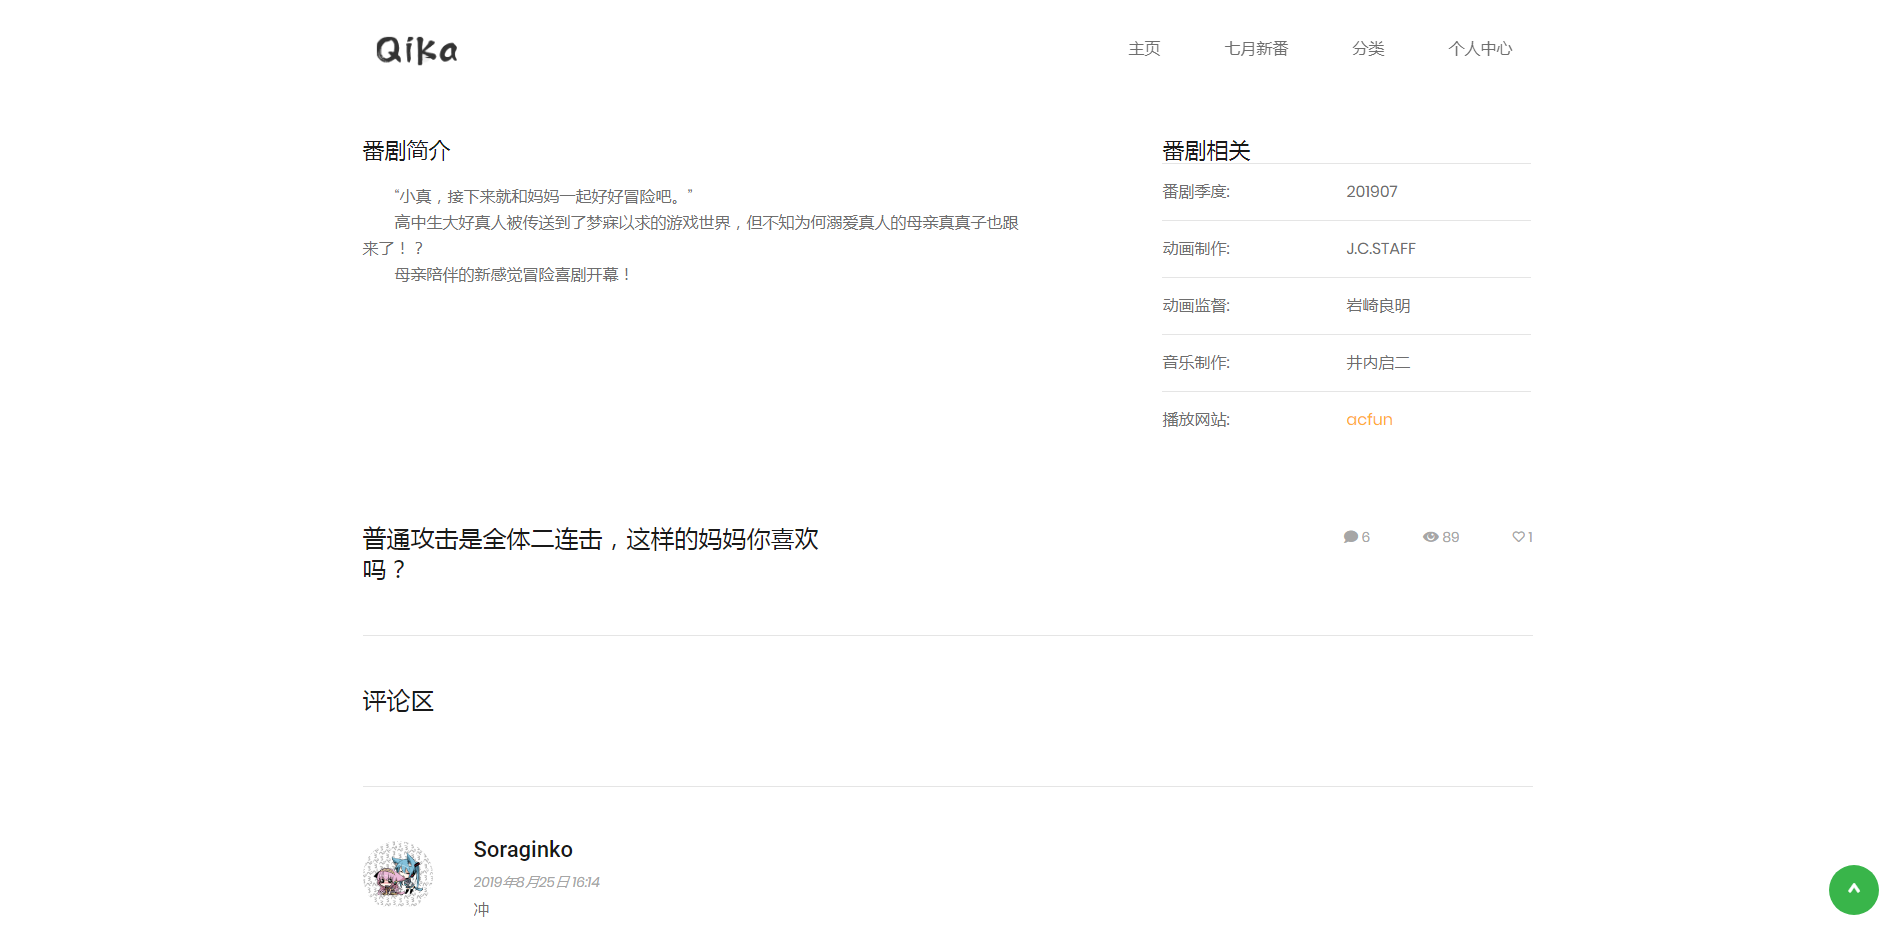 Qika
主页
七月新番
分类
个人中心
番剧简介
“小真，接下来就和妈妈一起好好冒险吧。”
高中生大好真人被传送到了梦寐以求的游戏世界，但不知为何溺爱真人的母亲真真子也跟
来了！？
母亲陪伴的新感觉冒险喜剧开幕！
番剧相关
番剧季度: 201907
动画制作: J.C.STAFF
动画监督: 岩崎良明
音乐制作: 井内启二
播放网站: acfun
普通攻击是全体二连击，这样的妈妈你喜欢
吗？
6
89
1
评论区
Soraginko
2019年8月25日 16:14
冲